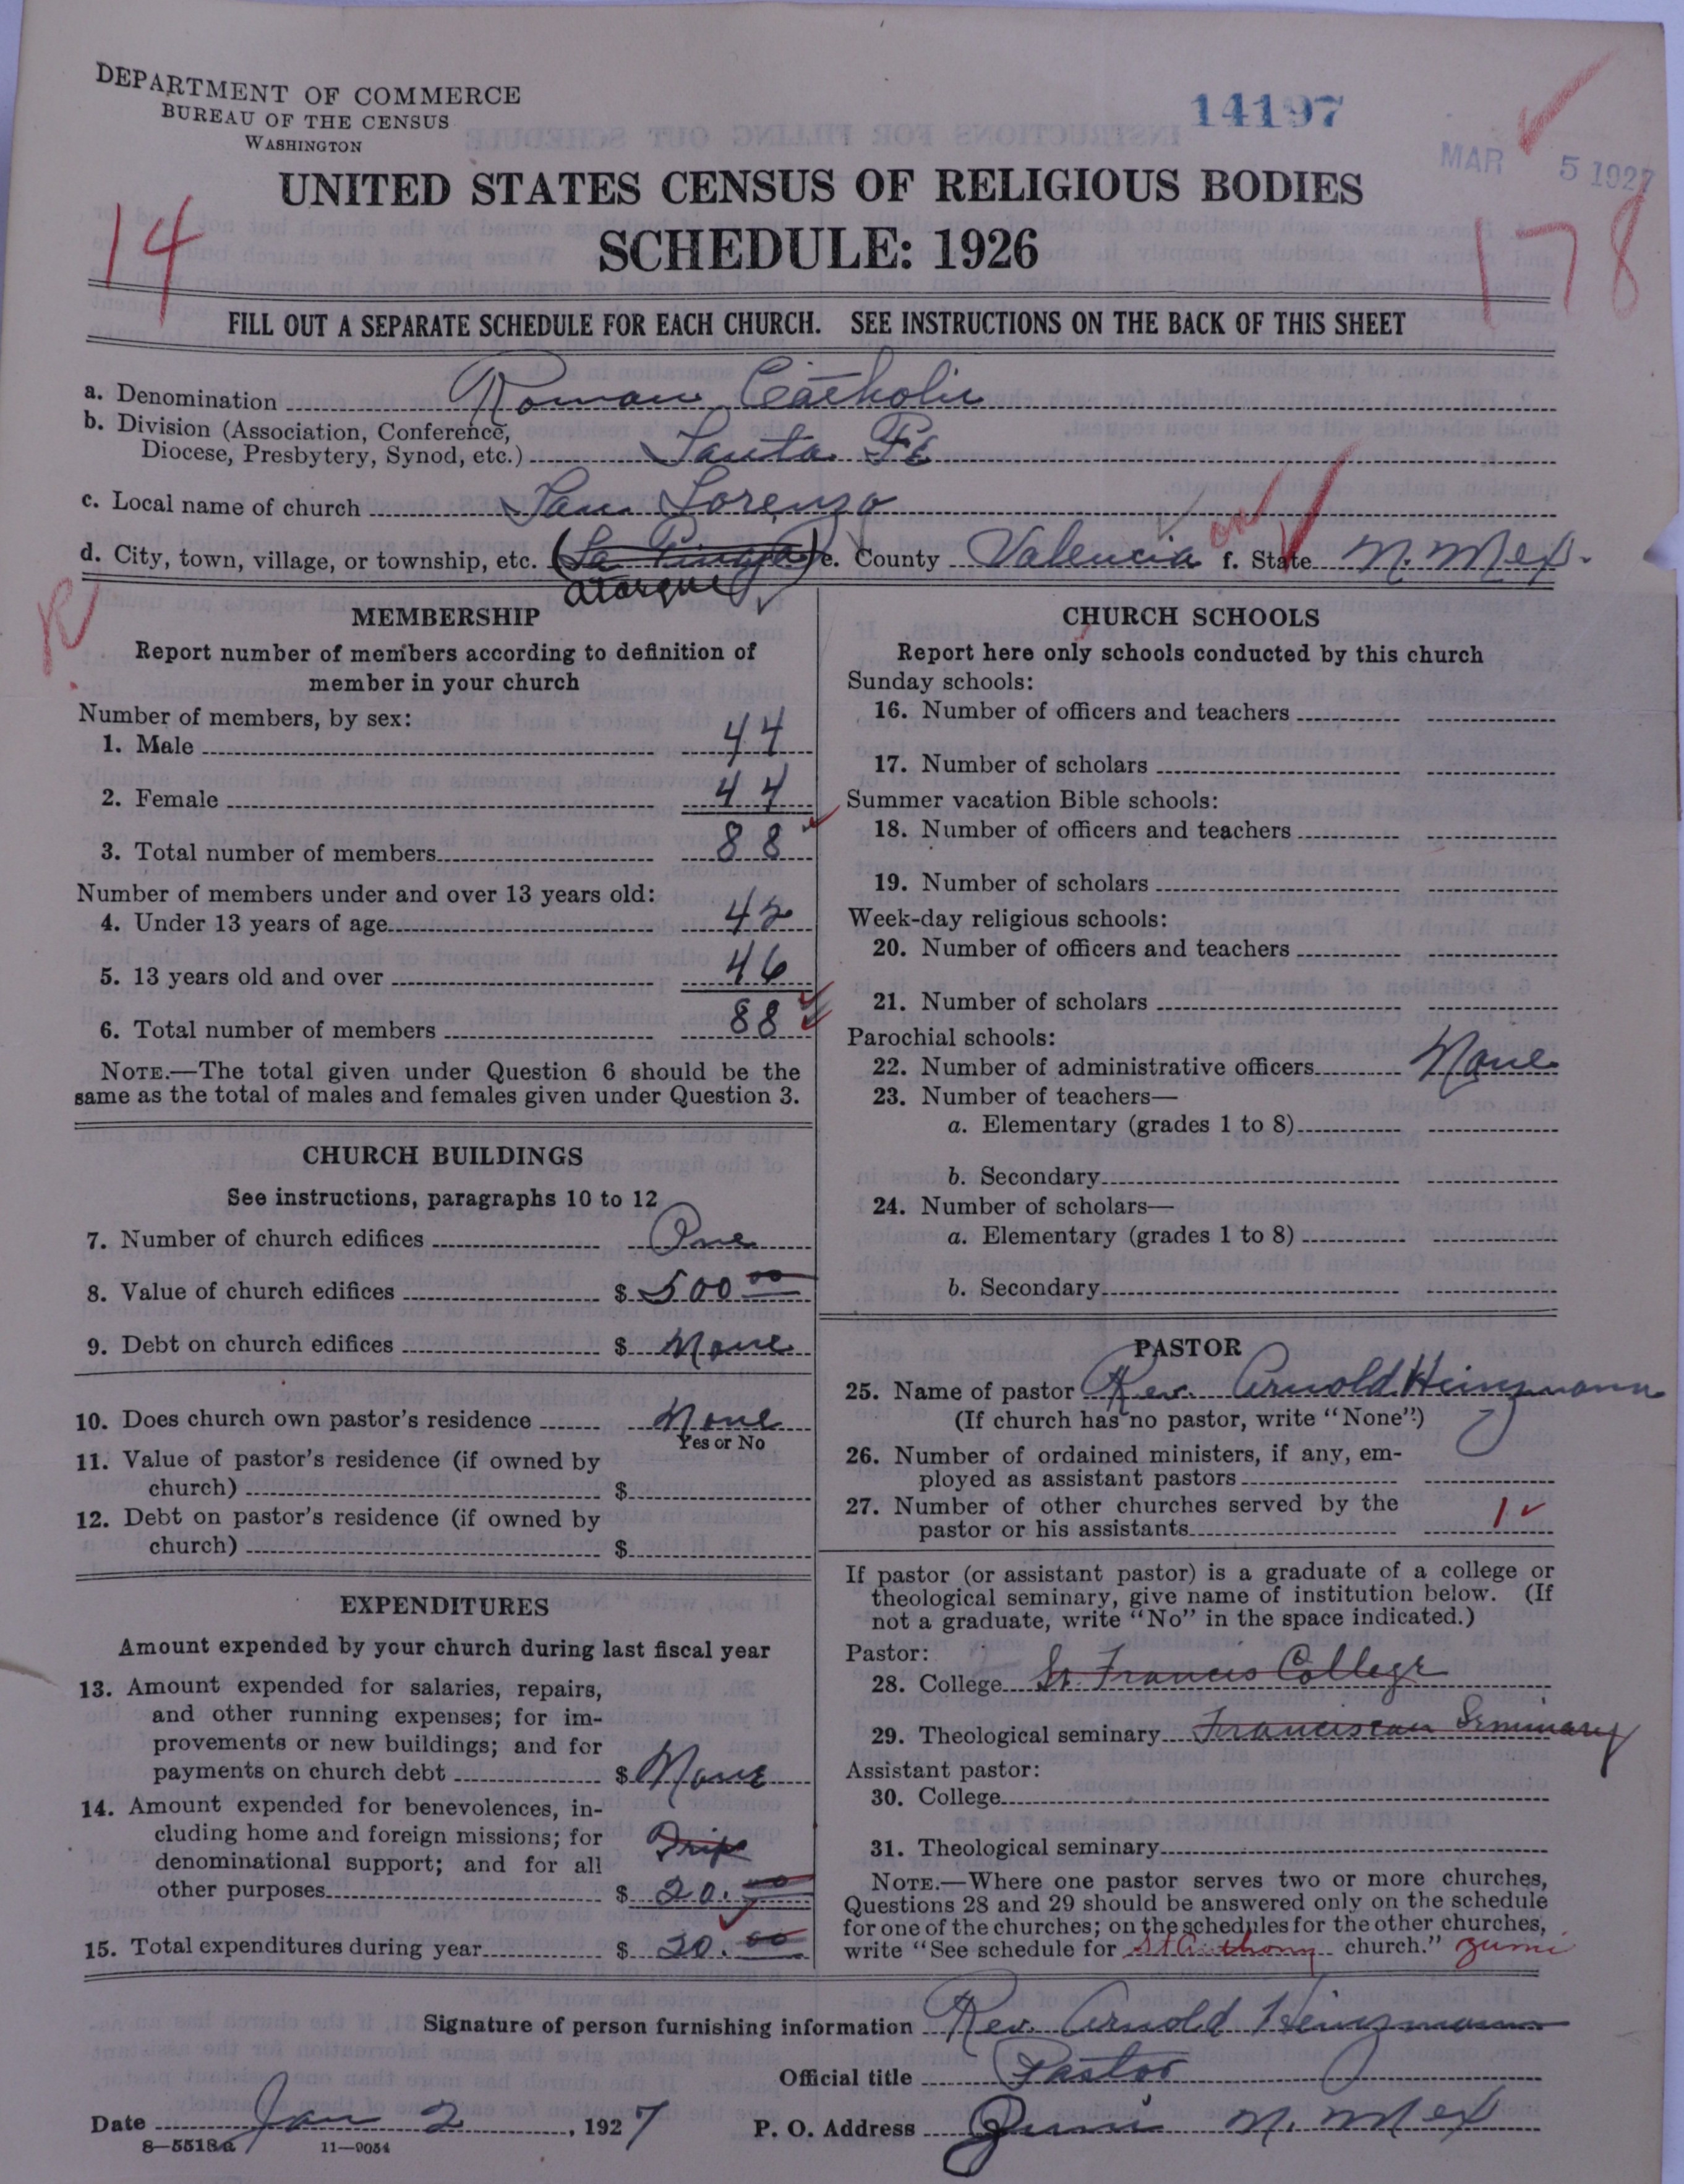 DEPARTMENT OF COMMERCE
BUREAU OF THE CENSUS
WASHINGTON
14197
MAR 5 1927
UNITED STATES CENSUS OF RELIGIOUS BODIES
SCHEDULE: 1926
14
178
FILL OUT A SEPARATE SCHEDULE FOR EACH CHURCH. SEE INSTRUCTIONS ON THE BACK OF THIS SHEET
a. Denomination Roman Catholic
b. Division (Association, Conference,
Diocese, Presbytery, Synod, etc.) Santa Fe
c. Local name of church San Lorenzo
d. City, town, village, or township, etc. (La e. County Valencia f. State N. Mex.
atarque
R
MEMBERSHIP
Report number of members according to definition of
member in your church
Number of members, by sex:
1. Male 44
2. Female 44
3. Total number of members 88
Number of members under and over 13 years old:
4. Under 13 years of age 42
5. 13 years old and over 46
6. Total number of members 88
NOTE.—The total given under Question 6 should be the
same as the total of males and females given under Question 3.
CHURCH BUILDINGS
See instructions, paragraphs 10 to 12
7. Number of church edifices One
8. Value of church edifices $ 500 00
9. Debt on church edifices $ None
10. Does church own pastor's residence None
Yes or No
11. Value of pastor's residence (if owned by
church) $
12. Debt on pastor's residence (if owned by
church) $
EXPENDITURES
Amount expended by your church during last fiscal year
13. Amount expended for salaries, repairs,
and other running expenses; for im-
provements or new buildings; and for
payments on church debt $ None
14. Amount expended for benevolences, in-
cluding home and foreign missions; for
denominational support; and for all
other purposes $ 20.00
15. Total expenditures during year $ 20.00
CHURCH SCHOOLS
Report here only schools conducted by this church
Sunday schools:
16. Number of officers and teachers
17. Number of scholars
Summer vacation Bible schools:
18. Number of officers and teachers
19. Number of scholars
Week-day religious schools:
20. Number of officers and teachers
21. Number of scholars
Parochial schools:
22. Number of administrative officers None
23. Number of teachers—
a. Elementary (grades 1 to 8)
b. Secondary
24. Number of scholars—
a. Elementary (grades 1 to 8)
b. Secondary
PASTOR
25. Name of pastor Rev. Arnold Heinzmann
(If church has no pastor, write "None")
26. Number of ordained ministers, if any, em-
ployed as assistant pastors
27. Number of other churches served by the
pastor or his assistants 1
If pastor (or assistant pastor) is a graduate of a college or
theological seminary, give name of institution below. (If
not a graduate, write "No" in the space indicated.)
Pastor:
28. College St. Francis College
29. Theological seminary Franciscan Seminary
Assistant pastor:
30. College
31. Theological seminary
NOTE.—Where one pastor serves two or more churches,
Questions 28 and 29 should be answered only on the schedule
for one of the churches; on the schedules for the other churches,
write "See schedule for St Anthony church." Zuni
Signature of person furnishing information Rev. Arnold Heinzmann
Official title Pastor
Date Jan 2, 1927 P. O. Address Zuni N. Mex
8—5518a 11—9054